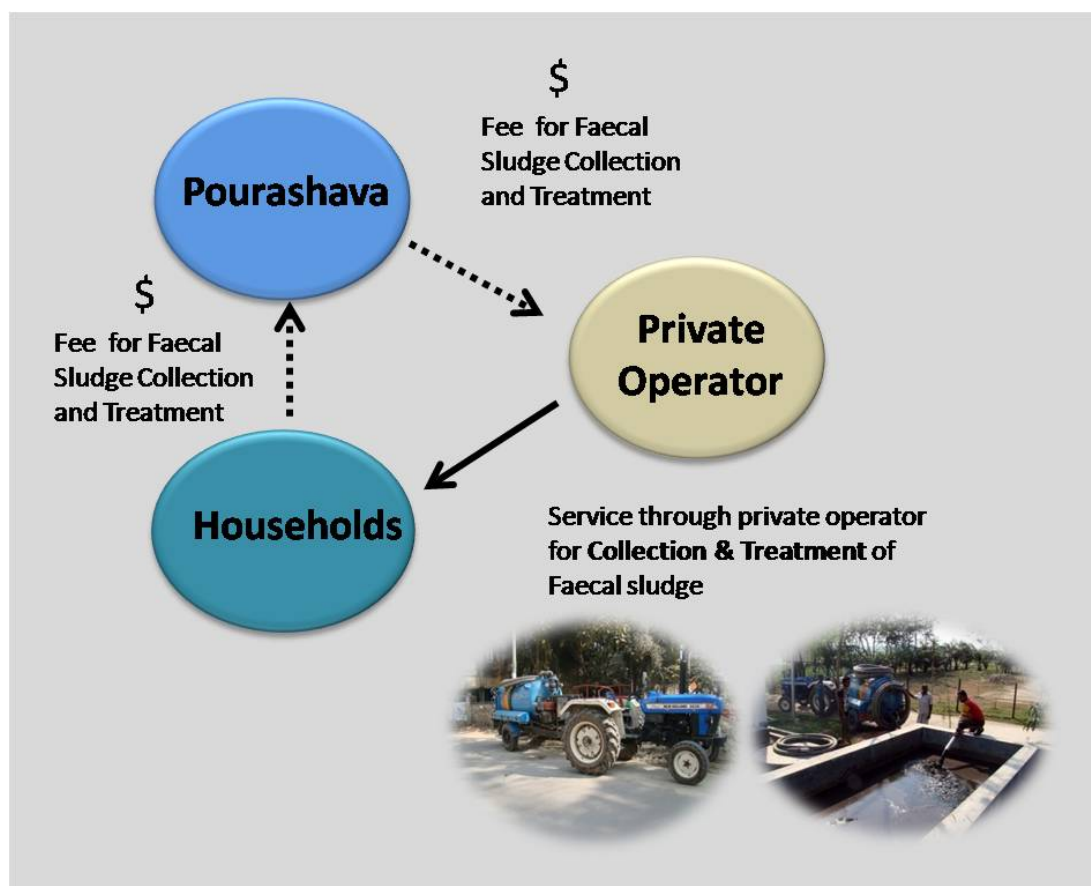 $
Fee for Faecal
Sludge Collection
and Treatment
Pourashava
$
Fee for Faecal
Sludge Collection
and Treatment
Private
Operator
Households
Service through private operator
for Collection & Treatment of
Faecal sludge